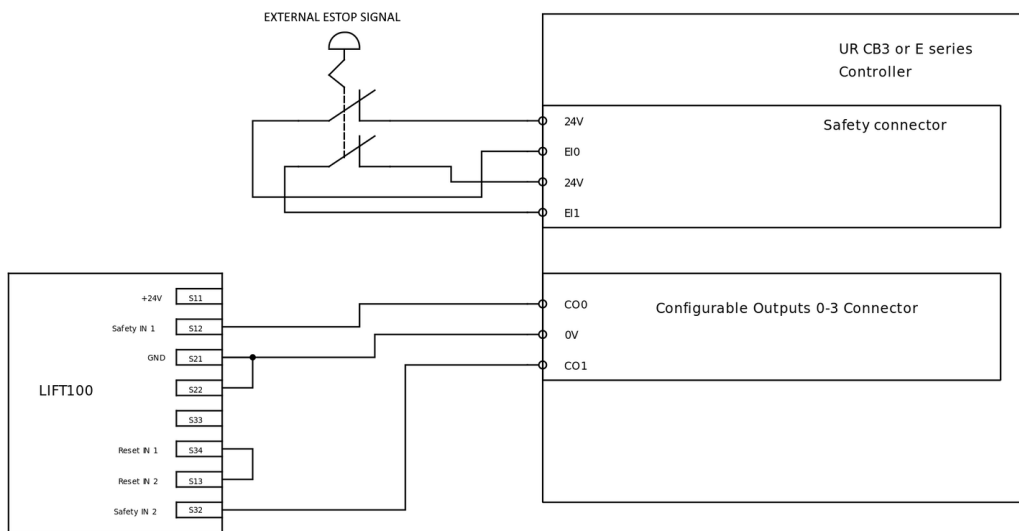 EXTERNAL ESTOP SIGNAL
UR CB3 or E series
Controller
Safety connector
24V
EI0
24V
EI1
Configurable Outputs 0-3 Connector
CO0
0V
CO1
LIFT100
+24V S11
Safety IN 1 S12
GND S21
S22
S33
Reset IN 1 S34
Reset IN 2 S13
Safety IN 2 S32